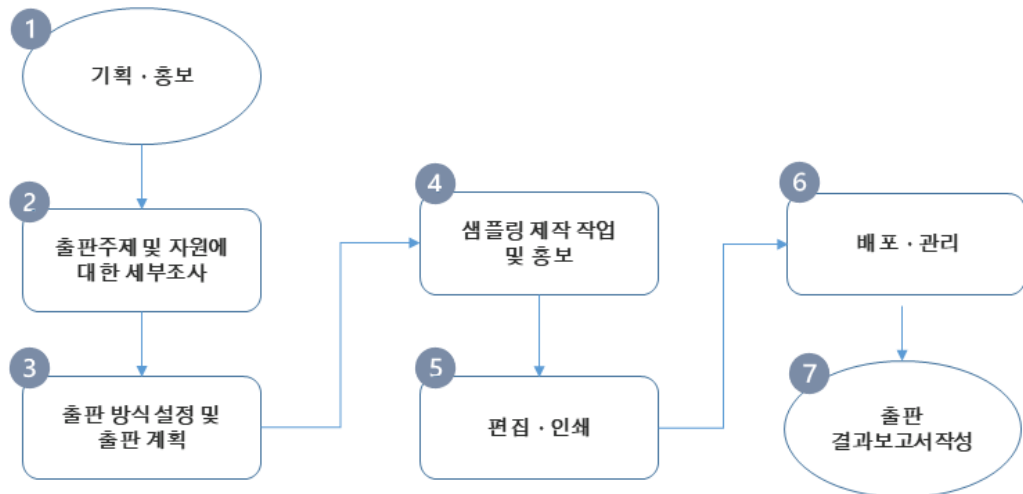 1
기획 · 홍보
2
출판주제 및 자원에
대한 세부조사
3
출판 방식 설정 및
출판 계획
4
샘플링 제작 작업
및 홍보
5
편집 · 인쇄
6
배포 · 관리
7
출판
결과보고서작성